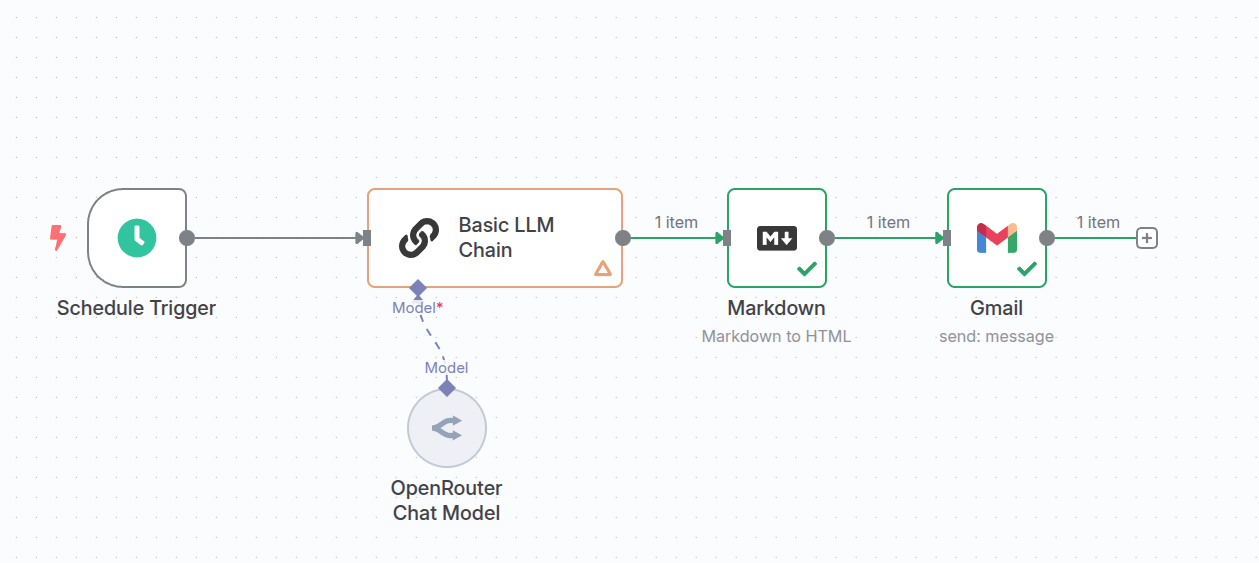 Basic LLM
Chain
1 item
1 item
1 item
Schedule Trigger
Model*
Markdown
Markdown to HTML
Gmail
send: message
Model
OpenRouter
Chat Model